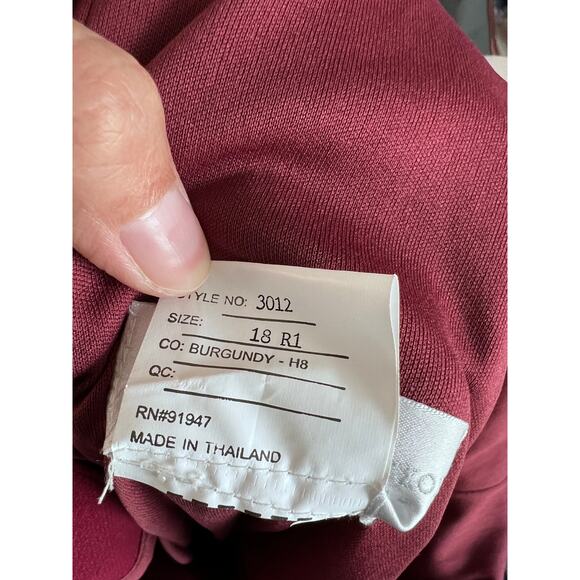 STYLE NO: 3012
SIZE: 18 R1
CO: BURGUNDY - H8
QC:
RN#91947
MADE IN THAILAND